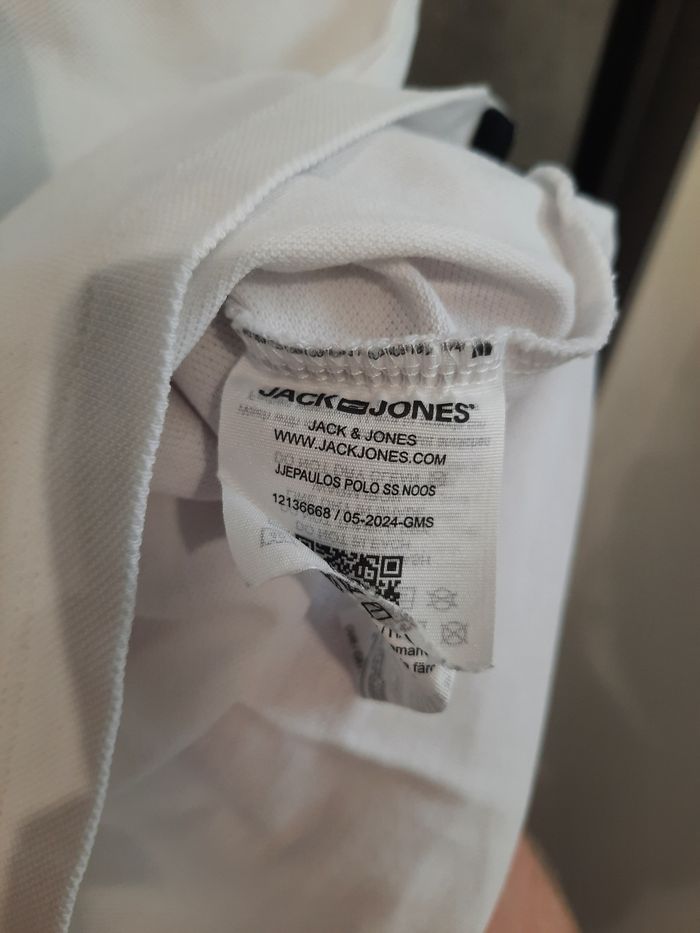 JACK JONES®
JACK & JONES
WWW.JACKJONES.COM
JJEPAULOS POLO SS NOOS
12136668 / 05-2024-GMS